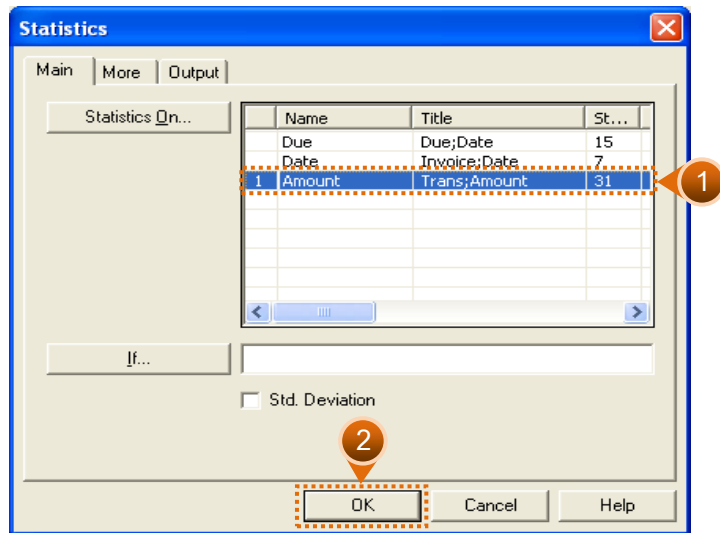 Statistics
Main More Output
Statistics On...
Name Title St...
Due Due;Date 15
Date Invoice;Date 7
1 Amount Trans;Amount 31
1
If...
Std. Deviation
2
OK Cancel Help